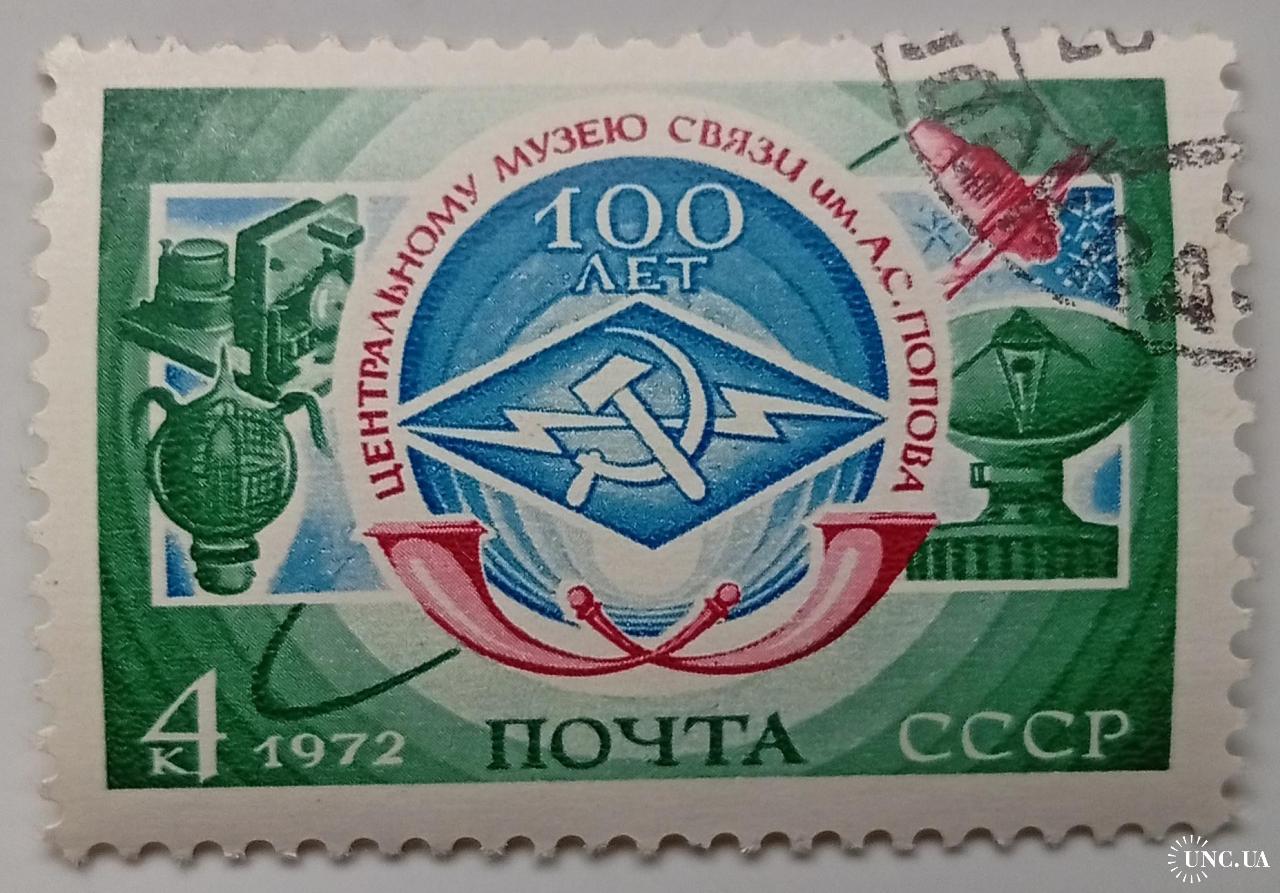 ЦЕНТРАЛЬНОМУ МУЗЕЮ СВЯЗИ им. А.С. ПОПОВА
100
ЛЕТ
4 К 1972 ПОЧТА СССР
UNC.UA